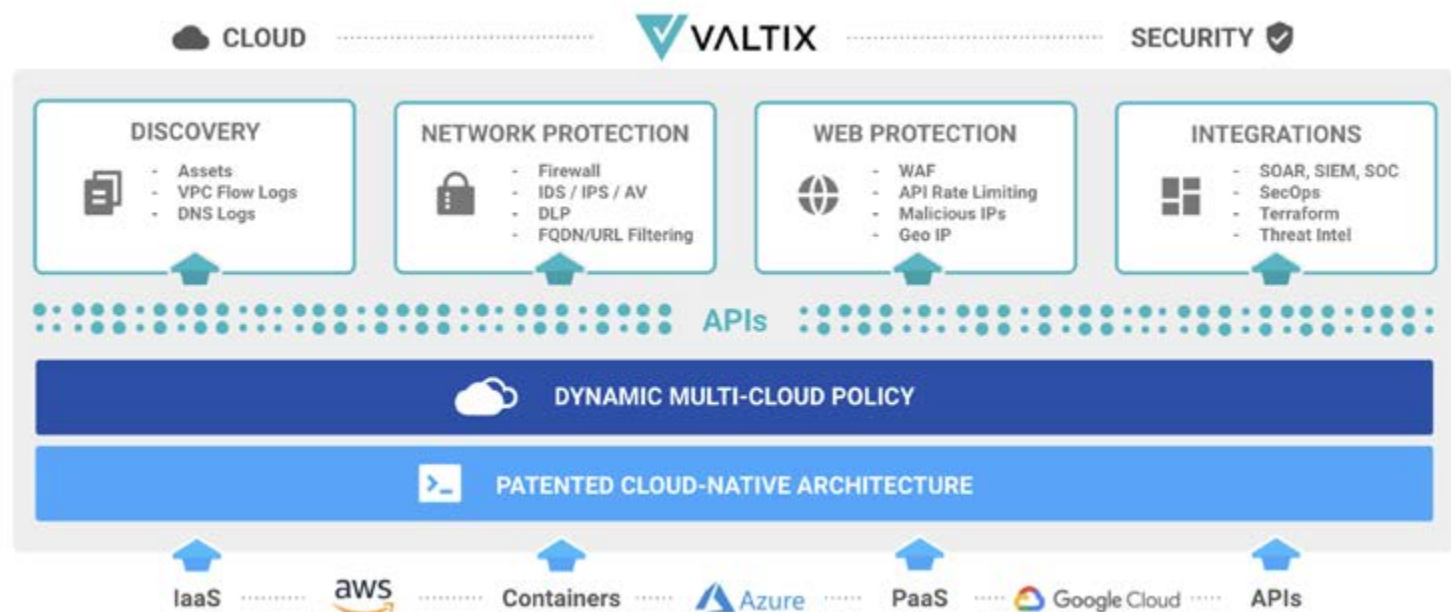 CLOUD VALTIX SECURITY
DISCOVERY
- Assets
- VPC Flow Logs
- DNS Logs
NETWORK PROTECTION
- Firewall
- IDS / IPS / AV
- DLP
- FQDN/URL Filtering
WEB PROTECTION
- WAF
- API Rate Limiting
- Malicious IPs
- Geo IP
INTEGRATIONS
- SOAR, SIEM, SOC
- SecOps
- Terraform
- Threat Intel
APIs
DYNAMIC MULTI-CLOUD POLICY
>_ PATENTED CLOUD-NATIVE ARCHITECTURE
IaaS aws Containers Azure PaaS Google Cloud APIs